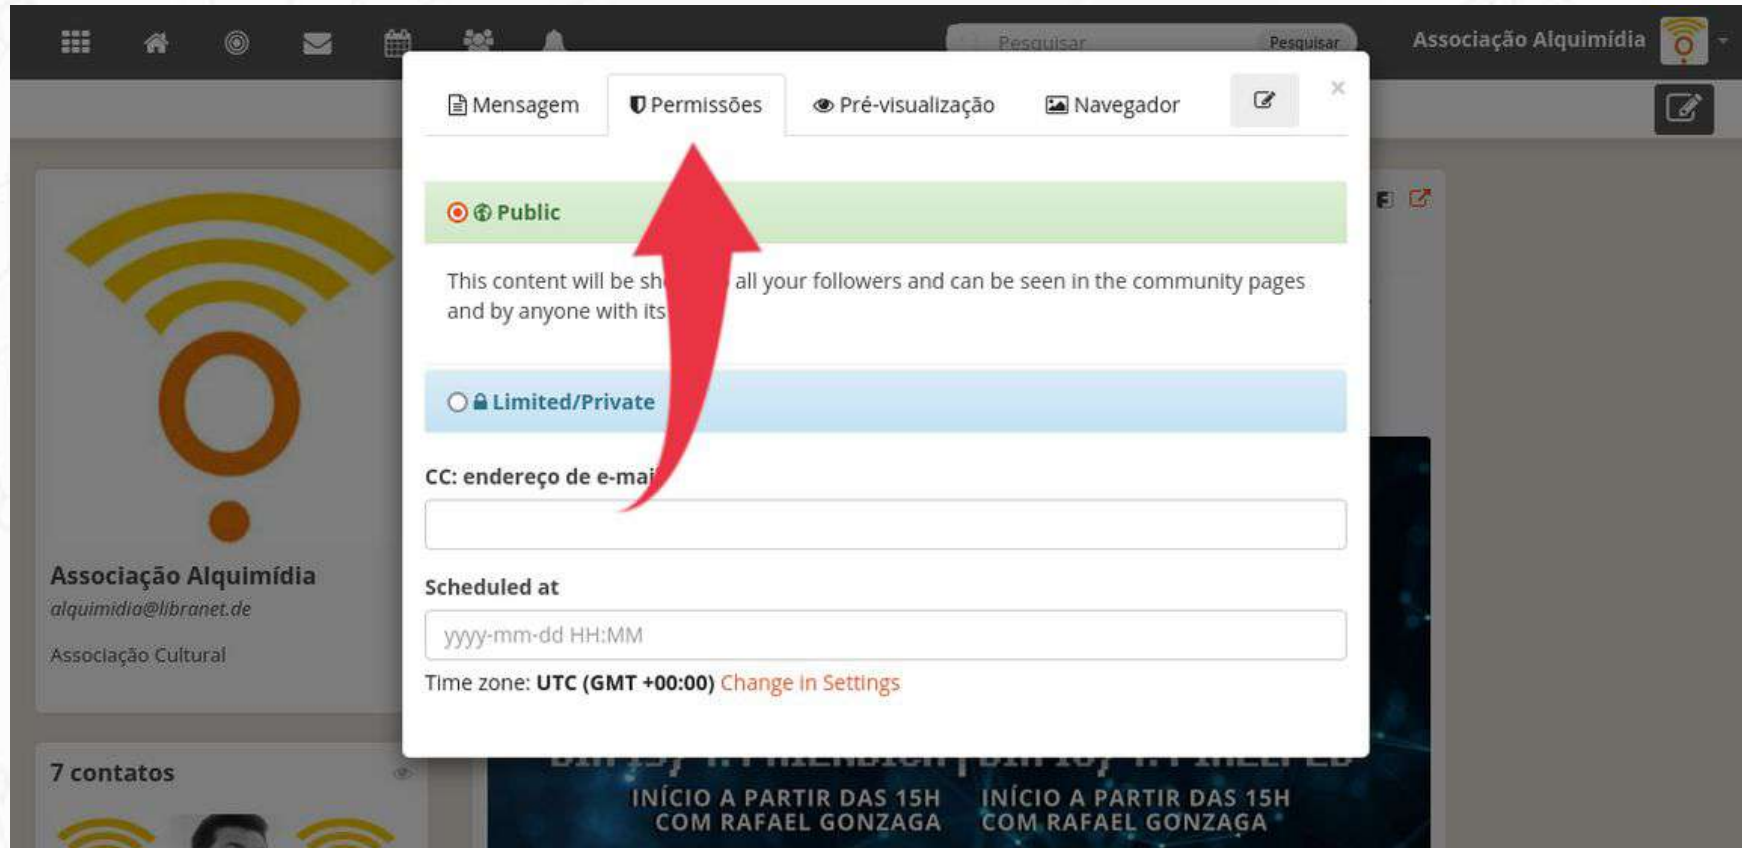 Pesquisar Pesquisar
Associação Alquimídia
Mensagem Permissões Pré-visualização Navegador
Public
This content will be sh all your followers and can be seen in the community pages
and by anyone with its
Limited/Private
CC: endereço de e-mai
Scheduled at
yyyy-mm-dd HH:MM
Time zone: UTC (GMT +00:00) Change in Settings
Associação Alquimídia
alquimidia@libranet.de
Associação Cultural
7 contatos
INÍCIO A PARTIR DAS 15H INÍCIO A PARTIR DAS 15H
COM RAFAEL GONZAGA COM RAFAEL GONZAGA